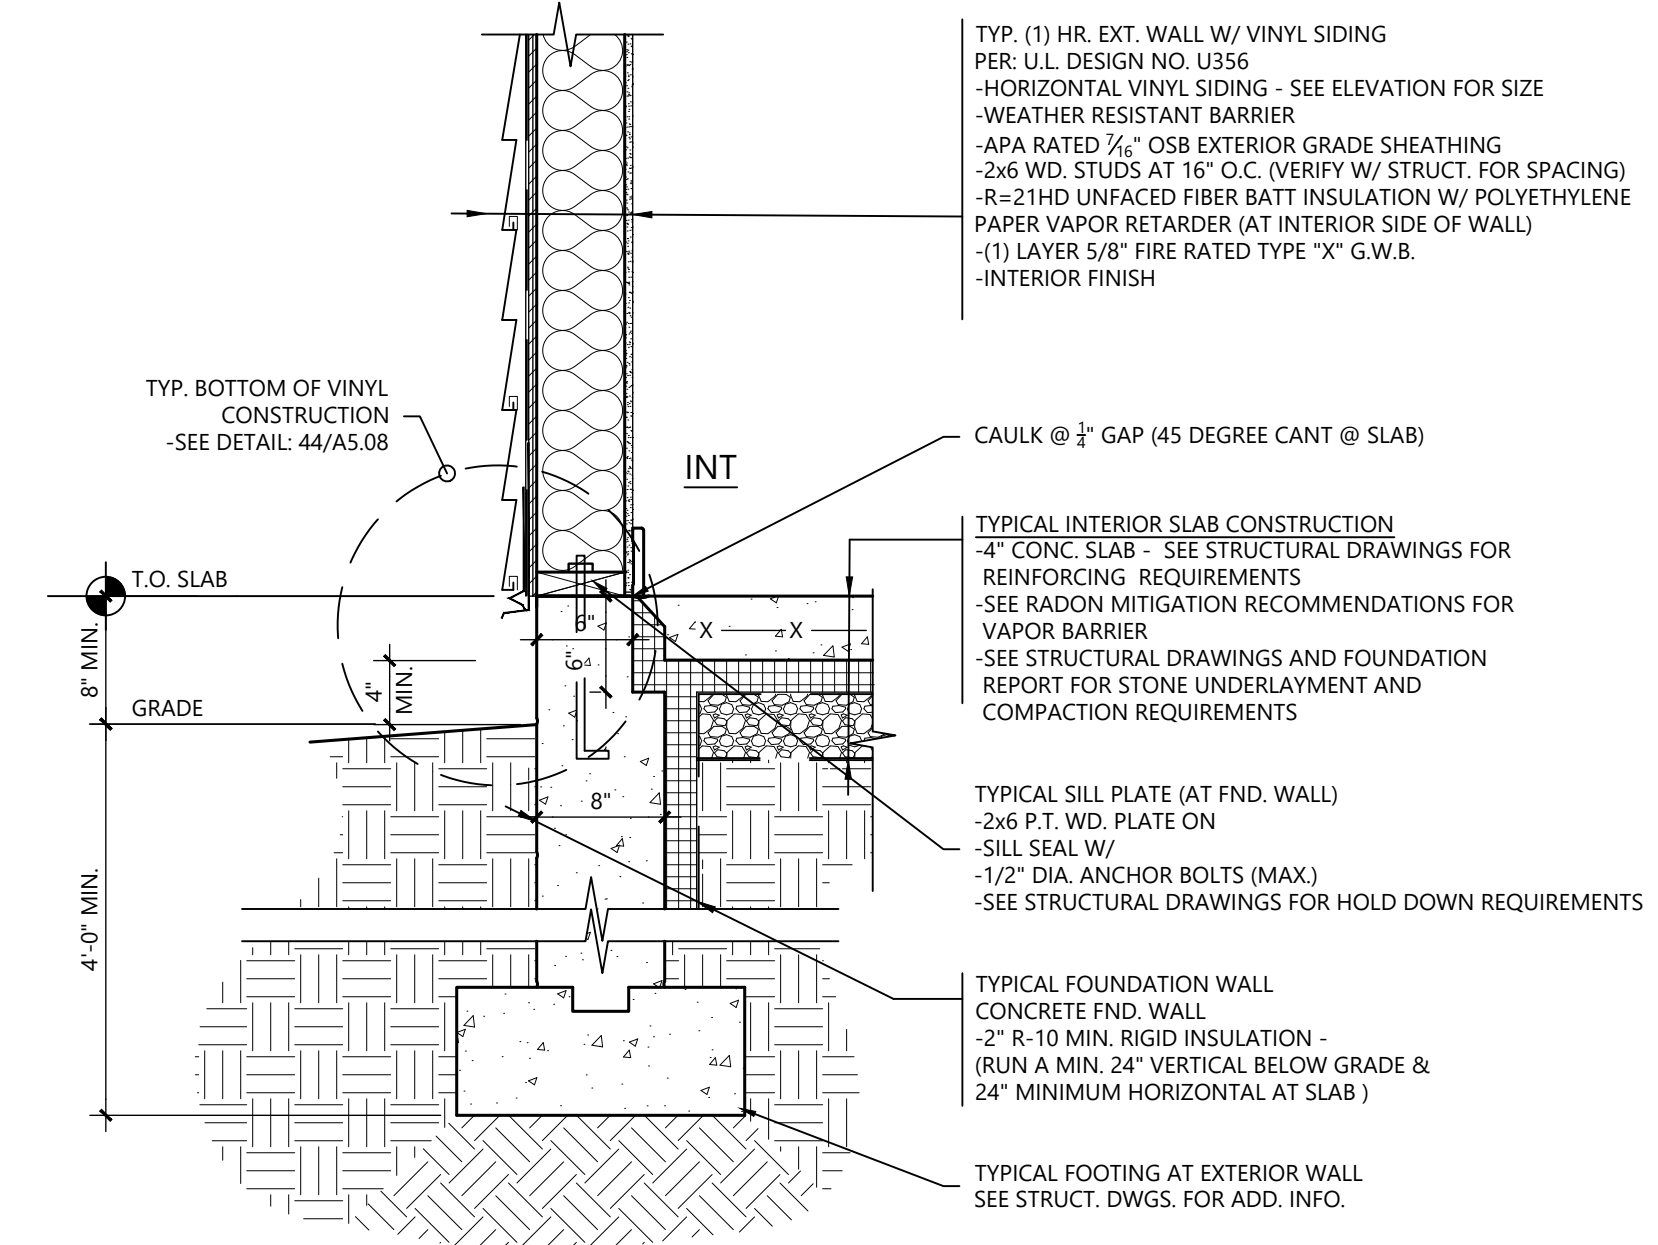 TYP. (1) HR. EXT. WALL W/ VINYL SIDING
PER: U.L. DESIGN NO. U356
-HORIZONTAL VINYL SIDING - SEE ELEVATION FOR SIZE
-WEATHER RESISTANT BARRIER
-APA RATED 7/16" OSB EXTERIOR GRADE SHEATHING
-2x6 WD. STUDS AT 16" O.C. (VERIFY W/ STRUCT. FOR SPACING)
-R=21HD UNFACED FIBER BATT INSULATION W/ POLYETHYLENE
PAPER VAPOR RETARDER (AT INTERIOR SIDE OF WALL)
-(1) LAYER 5/8" FIRE RATED TYPE "X" G.W.B.
-INTERIOR FINISH
TYP. BOTTOM OF VINYL
CONSTRUCTION
-SEE DETAIL: 44/A5.08
CAULK @ 1/4" GAP (45 DEGREE CANT @ SLAB)
INT
TYPICAL INTERIOR SLAB CONSTRUCTION
-4" CONC. SLAB - SEE STRUCTURAL DRAWINGS FOR
REINFORCING REQUIREMENTS
-SEE RADON MITIGATION RECOMMENDATIONS FOR
VAPOR BARRIER
-SEE STRUCTURAL DRAWINGS AND FOUNDATION
REPORT FOR STONE UNDERLAYMENT AND
COMPACTION REQUIREMENTS
T.O. SLAB
8" MIN.
GRADE
4"
MIN.
6"
6"
X X
8"
4'-0" MIN.
TYPICAL SILL PLATE (AT FND. WALL)
-2x6 P.T. WD. PLATE ON
-SILL SEAL W/
-1/2" DIA. ANCHOR BOLTS (MAX.)
-SEE STRUCTURAL DRAWINGS FOR HOLD DOWN REQUIREMENTS
TYPICAL FOUNDATION WALL
CONCRETE FND. WALL
-2" R-10 MIN. RIGID INSULATION -
(RUN A MIN. 24" VERTICAL BELOW GRADE &
24" MINIMUM HORIZONTAL AT SLAB )
TYPICAL FOOTING AT EXTERIOR WALL
SEE STRUCT. DWGS. FOR ADD. INFO.